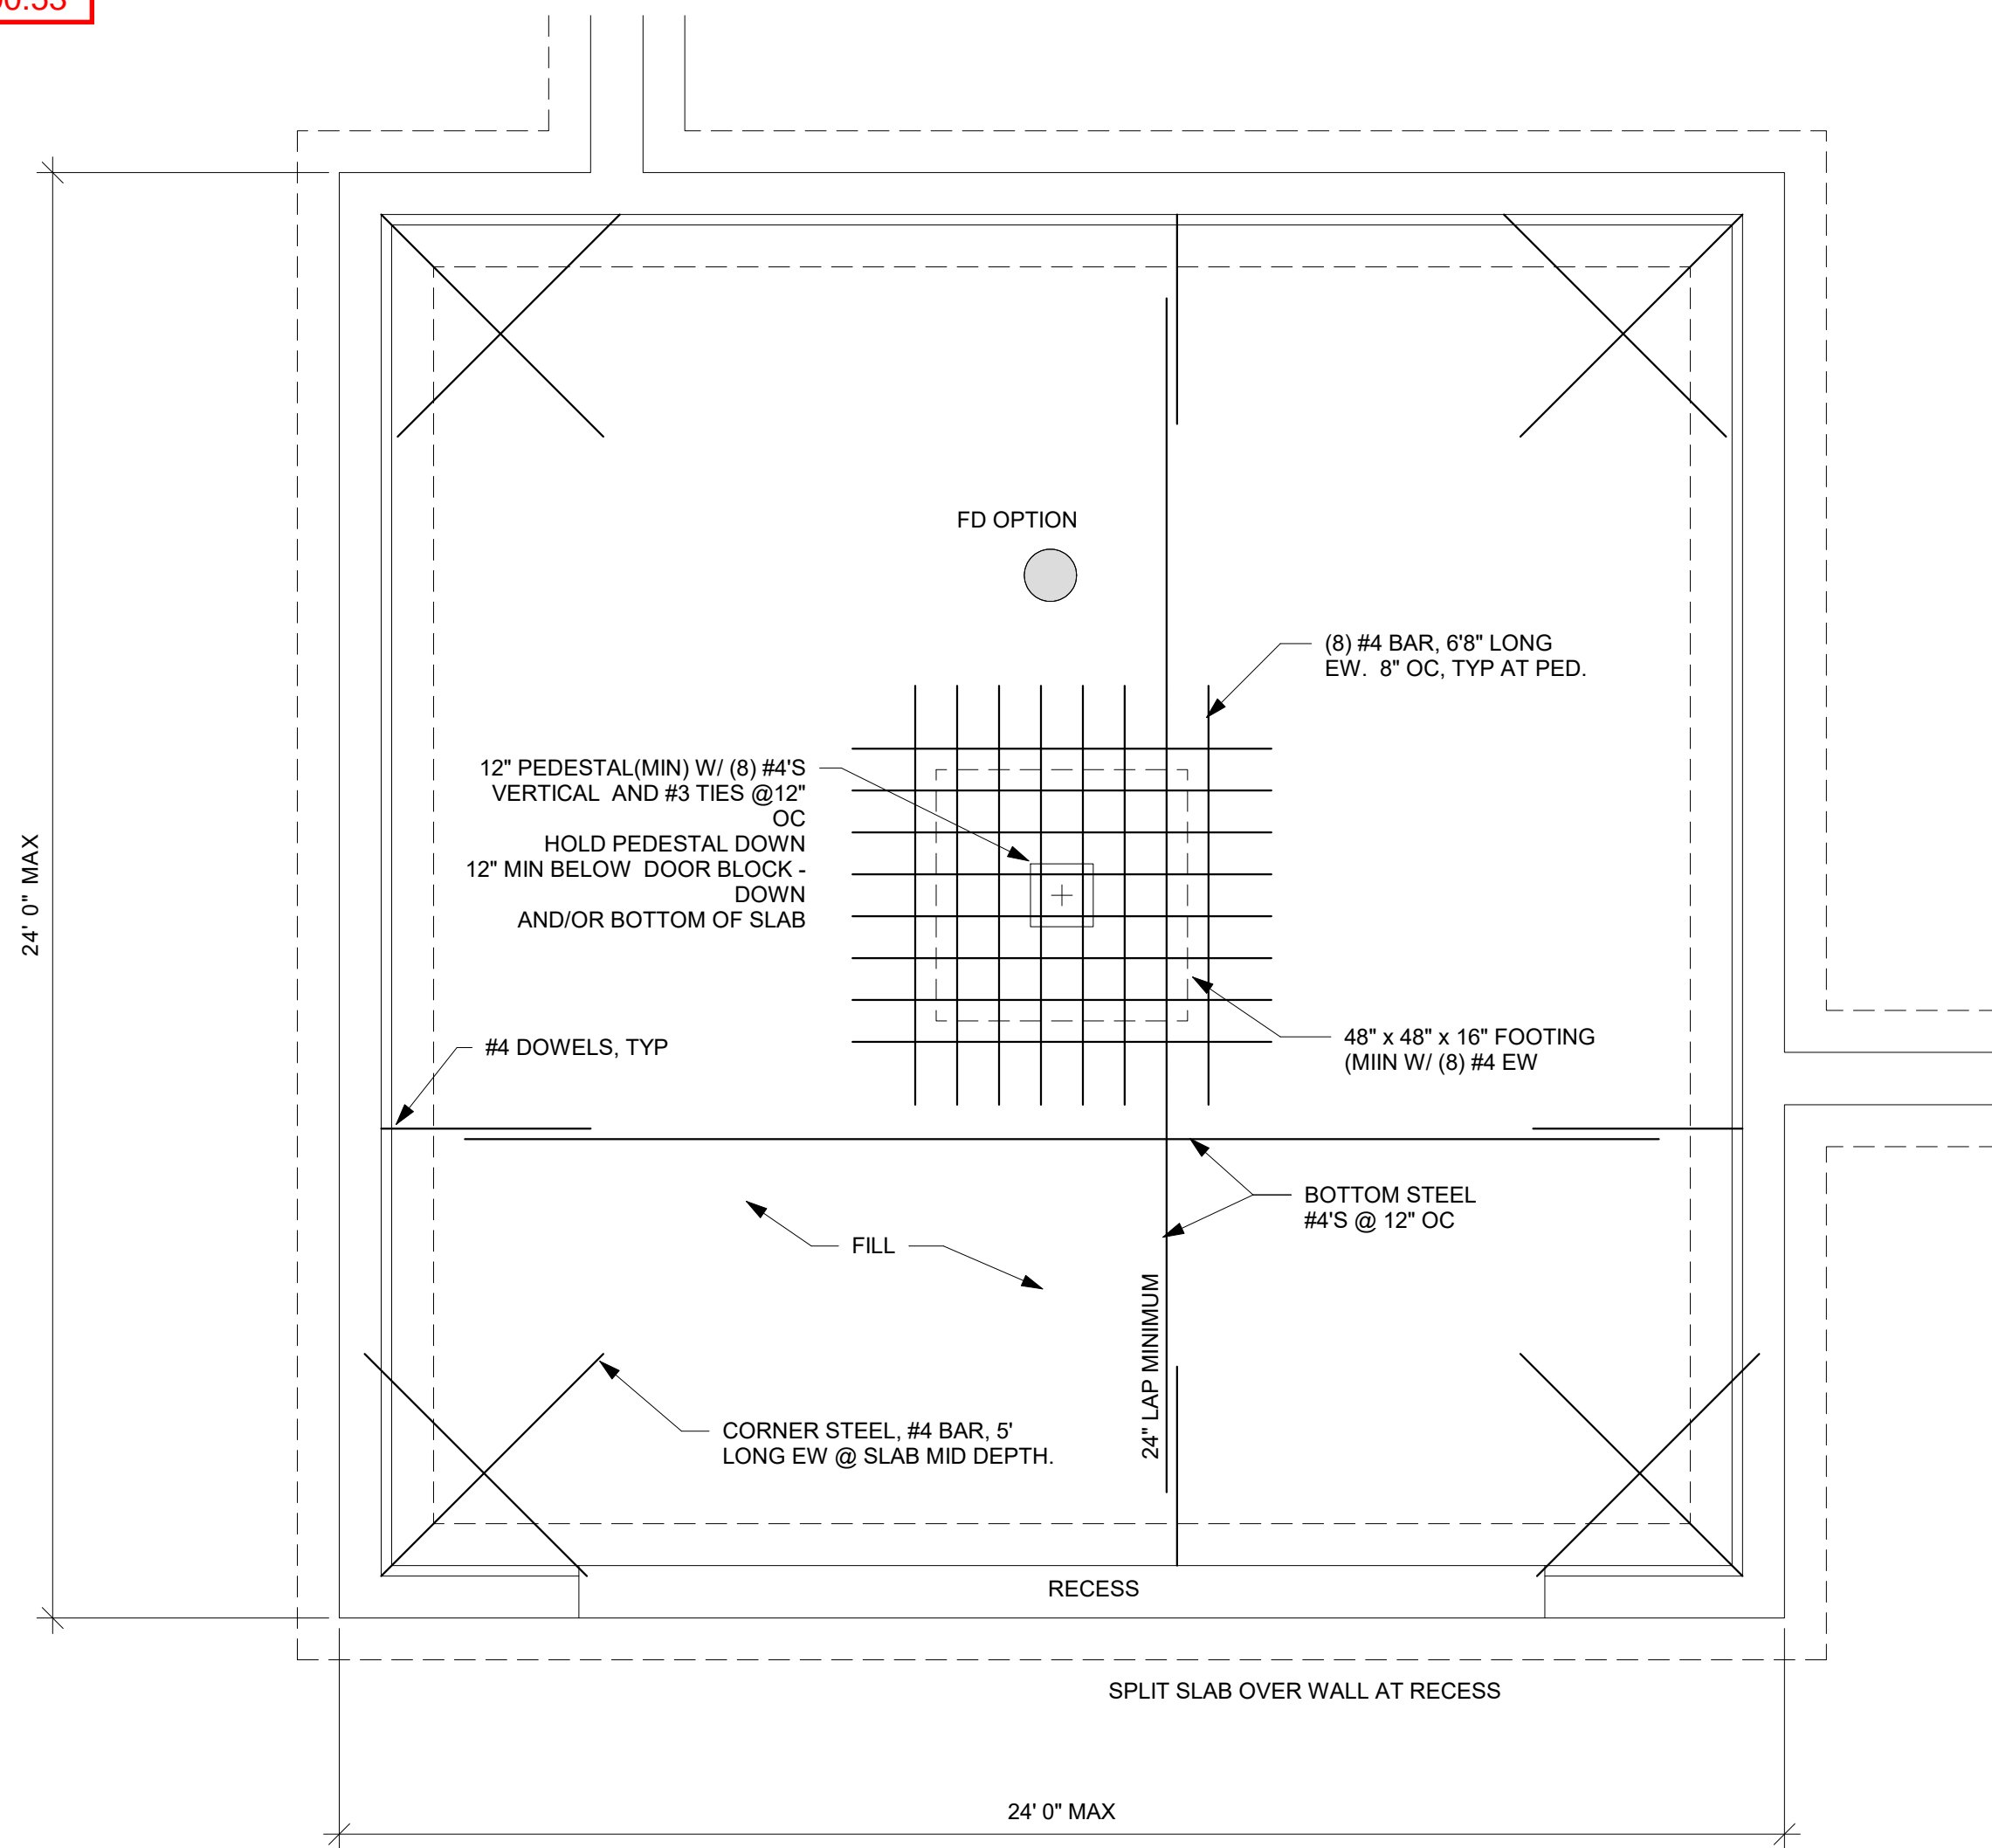 FD OPTION
(8) #4 BAR, 6'8" LONG
EW. 8" OC, TYP AT PED.
12" PEDESTAL(MIN) W/ (8) #4'S
VERTICAL AND #3 TIES @12"
OC
HOLD PEDESTAL DOWN
12" MIN BELOW DOOR BLOCK -
DOWN
AND/OR BOTTOM OF SLAB
24' 0" MAX
#4 DOWELS, TYP
48" x 48" x 16" FOOTING
(MIIN W/ (8) #4 EW
BOTTOM STEEL
#4'S @ 12" OC
FILL
24" LAP MINIMUM
CORNER STEEL, #4 BAR, 5'
LONG EW @ SLAB MID DEPTH.
RECESS
SPLIT SLAB OVER WALL AT RECESS
24' 0" MAX